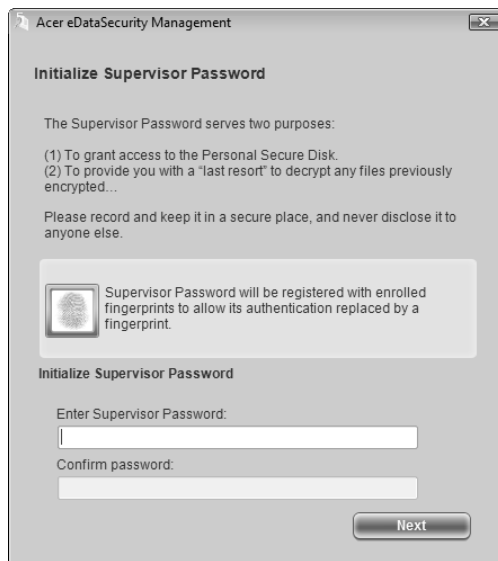 Acer eDataSecurity Management
Initialize Supervisor Password
The Supervisor Password serves two purposes:
(1) To grant access to the Personal Secure Disk.
(2) To provide you with a “last resort” to decrypt any files previously
encrypted...
Please record and keep it in a secure place, and never disclose it to
anyone else.
Supervisor Password will be registered with enrolled
fingerprints to allow its authentication replaced by a
fingerprint.
Initialize Supervisor Password
Enter Supervisor Password:
Confirm password:
Next